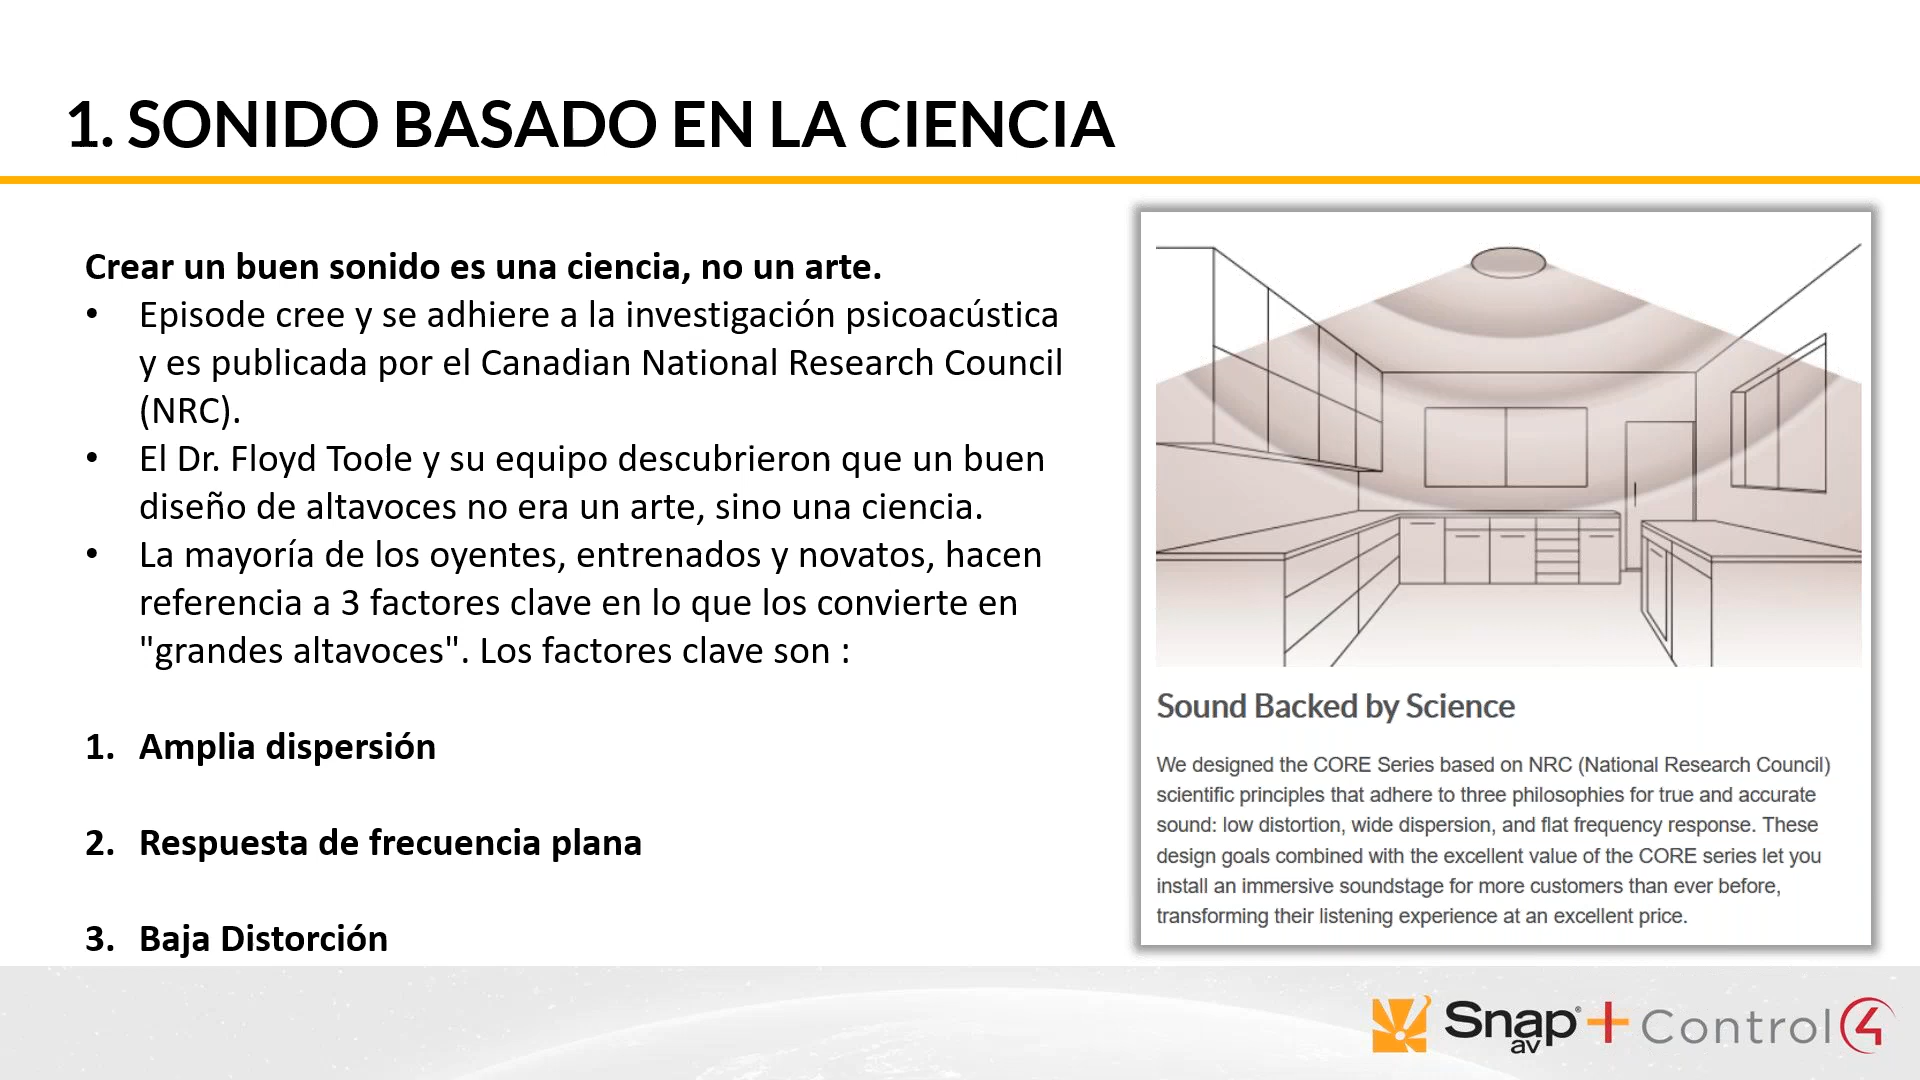 1. SONIDO BASADO EN LA CIENCIA
Crear un buen sonido es una ciencia, no un arte.
• Episode cree y se adhiere a la investigación psicoacústica
y es publicada por el Canadian National Research Council
(NRC).
• El Dr. Floyd Toole y su equipo descubrieron que un buen
diseño de altavoces no era un arte, sino una ciencia.
• La mayoría de los oyentes, entrenados y novatos, hacen
referencia a 3 factores clave en lo que los convierte en
"grandes altavoces". Los factores clave son :
1. Amplia dispersión
2. Respuesta de frecuencia plana
3. Baja Distorción
Sound Backed by Science
We designed the CORE Series based on NRC (National Research Council)
scientific principles that adhere to three philosophies for true and accurate
sound: low distortion, wide dispersion, and flat frequency response. These
design goals combined with the excellent value of the CORE series let you
install an immersive soundstage for more customers than ever before,
transforming their listening experience at an excellent price.
Snap® + Control4
av